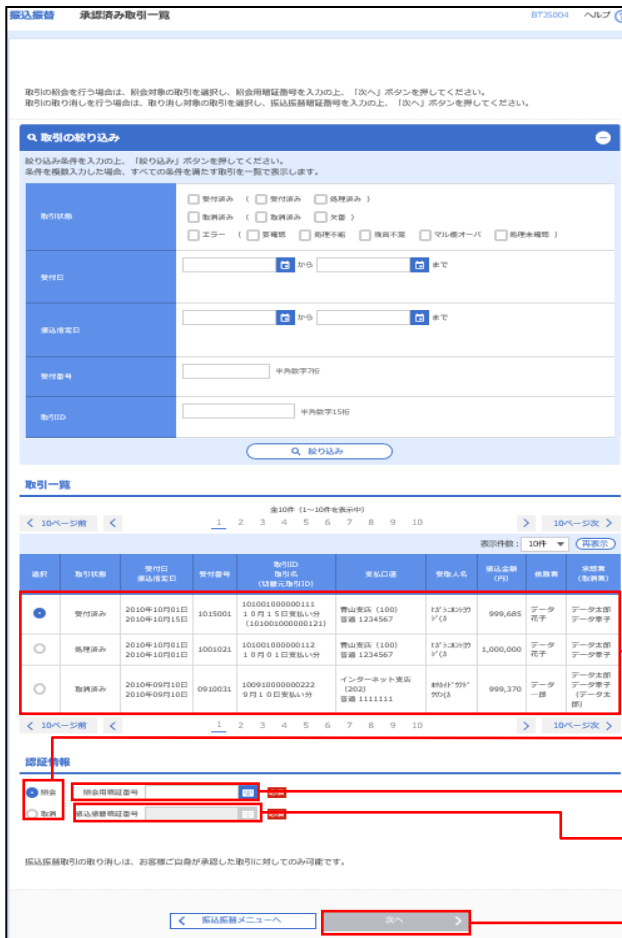 振込振替 承認済み取引一覧 BTJS004 ヘルプ
取引の照会を行う場合は、照会対象の取引を選択し、照会用暗証番号を入力の上、「次へ」ボタンを押してください。
取引の取り消しを行う場合は、取り消し対象の取引を選択し、振込振替暗証番号を入力の上、「次へ」ボタンを押してください。
取引の絞り込み
絞り込み条件を入力の上、「絞り込み」ボタンを押してください。
条件を複数入力した場合、すべての条件を満たす取引を一覧で表示します。
取引状態
受付済み ( 受付済み 処理済み )
取消済み ( 取消済み 欠番 )
エラー ( 要確認 処理不能 残高不足 マル優オーバ 処理未確認 )
受付日 から まで
振込指定日 から まで
受付番号 半角数字7桁
取引ID 半角数字15桁
絞り込み
取引一覧
全10件 (1~10件を表示中)
10ページ前 1 2 3 4 5 6 7 8 9 10 10ページ次
表示件数: 10件 再表示
選択 取引状態 受付日 振込指定日 受付番号 取引ID 取引名 (切替元取引ID) 支払口座 受取人名 振込金額 (円) 依頼者 承認者 (取消者)
受付済み 2010年10月01日 2010年10月15日 1015001 101001000000111 10月15日支払い分 (101001000000121) 青山支店 (100) 普通 1234567 999,685 データ花子 データ太郎 データ幸子
処理済み 2010年10月01日 2010年10月01日 1001021 101001000000112 10月01日支払い分 青山支店 (100) 普通 1234567 1,000,000 データ花子 データ太郎 データ幸子
取消済み 2010年09月10日 2010年09月10日 0910031 100910000000222 9月10日支払い分 インターネット支店 (202) 普通 1111111 999,370 データ一郎 データ太郎 データ幸子 (データ太郎)
10ページ前 1 2 3 4 5 6 7 8 9 10 10ページ次
認証情報
照会 照会用暗証番号 必須
取消 振込振替暗証番号 必須
振込振替取引の取り消しは、お客様ご自身が承認した取引に対してのみ可能です。
振込振替メニューへ 次へ